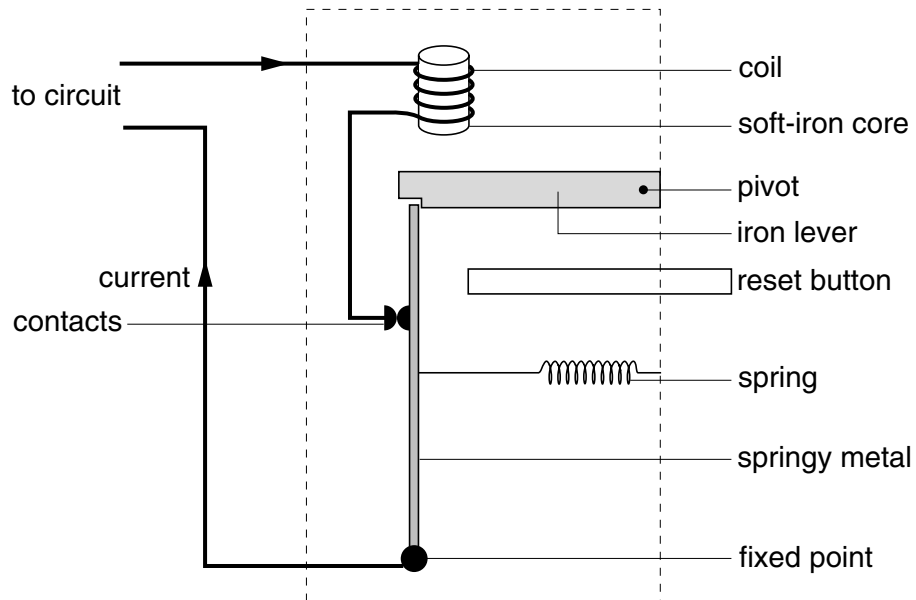 coil
to circuit
soft-iron core
pivot
iron lever
current
reset button
contacts
spring
springy metal
fixed point